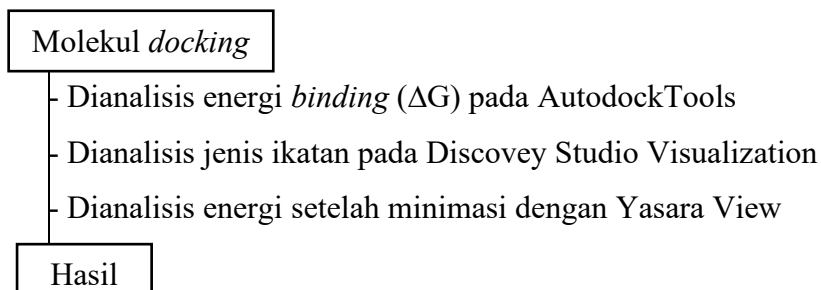 Molekul docking
- Dianalisis energi binding (ΔG) pada AutodockTools
- Dianalisis jenis ikatan pada Discovey Studio Visualization
- Dianalisis energi setelah minimasi dengan Yasara View
Hasil